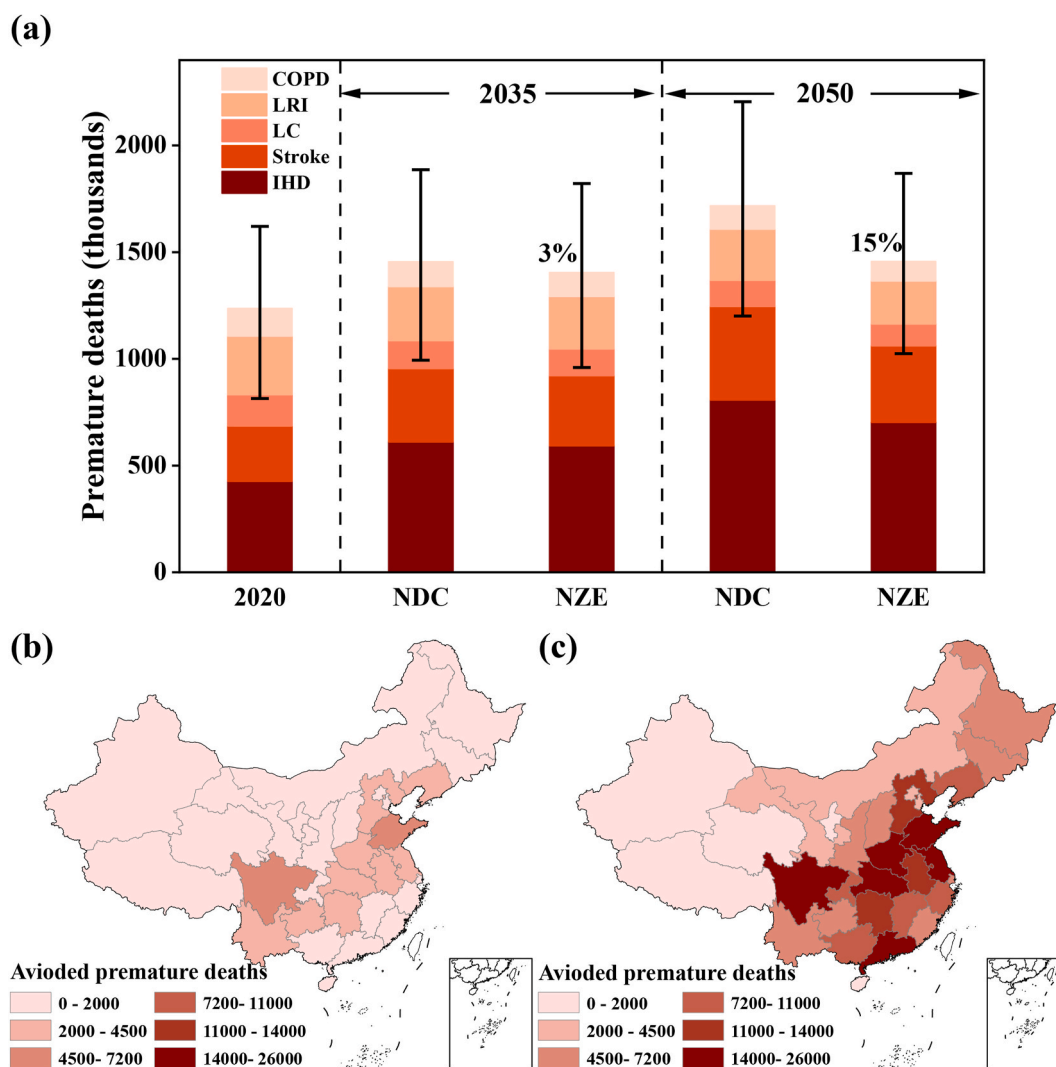 (a)
COPD
LRI
LC
Stroke
IHD
2035
2050
Premature deaths (thousands)
2000
1500
1000
500
0
3%
15%
2020
NDC
NZE
NDC
NZE
(b)
Avioded premature deaths
0 - 2000
2000 - 4500
4500- 7200
7200- 11000
11000 - 14000
14000- 26000
(c)
Avioded premature deaths
0 - 2000
2000 - 4500
4500- 7200
7200- 11000
11000 - 14000
14000- 26000